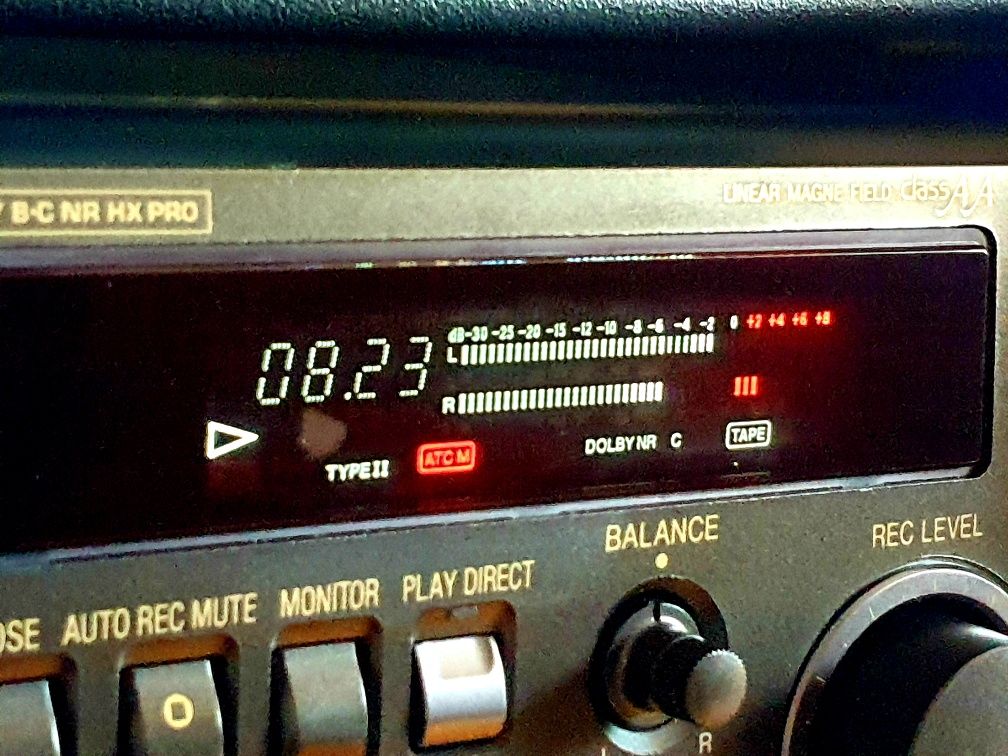 B·C NR HX PRO
LINEAR MAGNE FIELD class AA
08.23
dB -30 -25 -20 -15 -12 -10 -8 -6 -4 -2 0 +2 +4 +6 +8
L
R
TYPE II
ATC M
DOLBY NR C
TAPE
BALANCE
REC LEVEL
OSE
AUTO REC MUTE
MONITOR
PLAY DIRECT
R